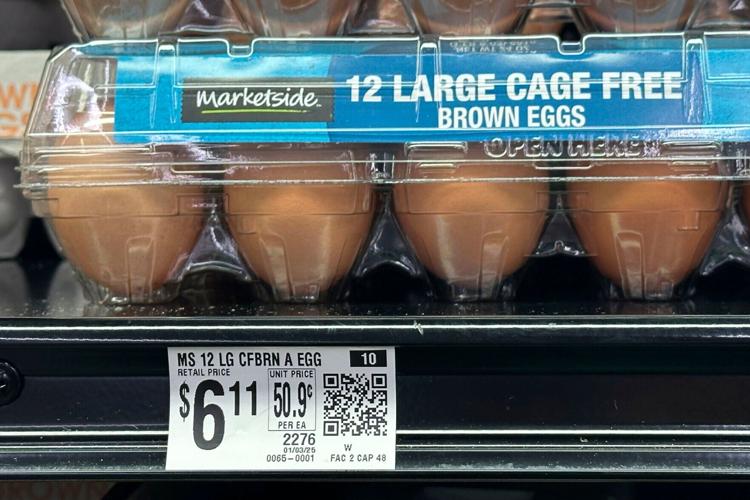 marketside
12 LARGE CAGE FREE
BROWN EGGS
OPEN HERE
MS 12 LG CFBRN A EGG
10
RETAIL PRICE
$6 11
UNIT PRICE
50.9¢
PER EA
2276
01/03/25
0065-0001
W
FAC 2 CAP 48